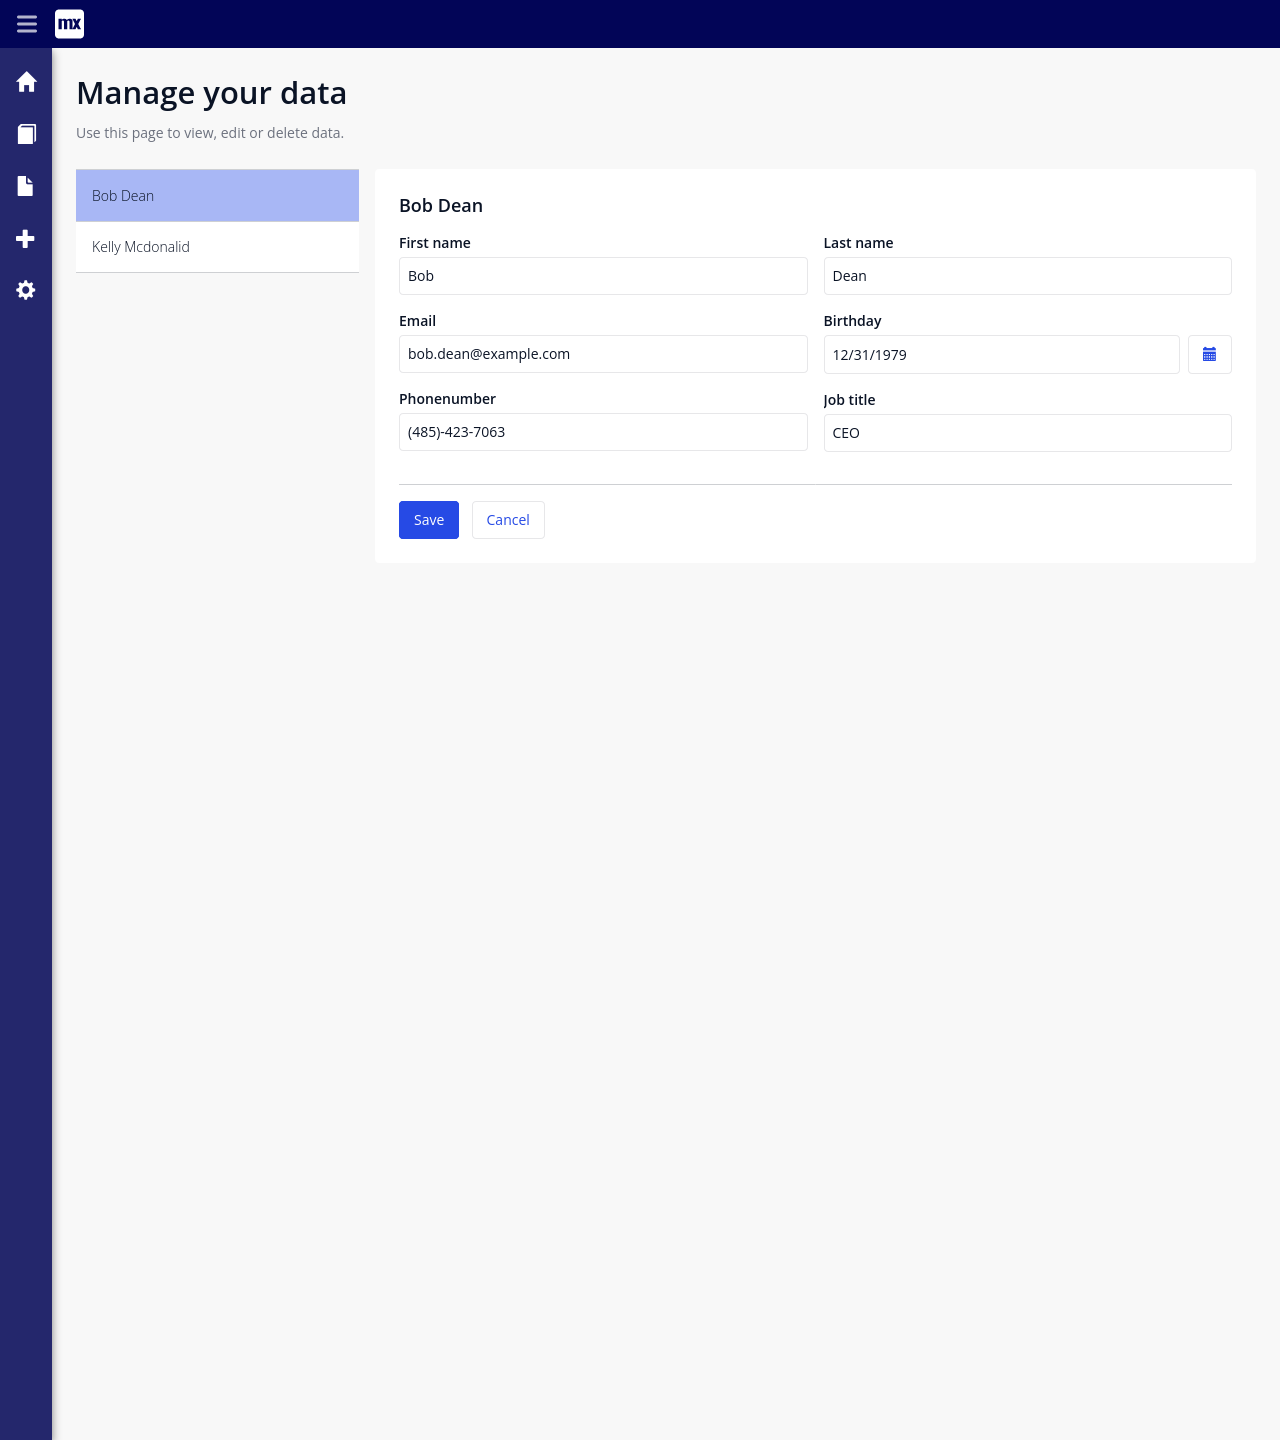 mx
Manage your data
Use this page to view, edit or delete data.
Bob Dean
Kelly Mcdonalid
Bob Dean
First name
Last name
Bob
Dean
Email
Birthday
bob.dean@example.com
12/31/1979
Phonenumber
Job title
(485)-423-7063
CEO
Save
Cancel